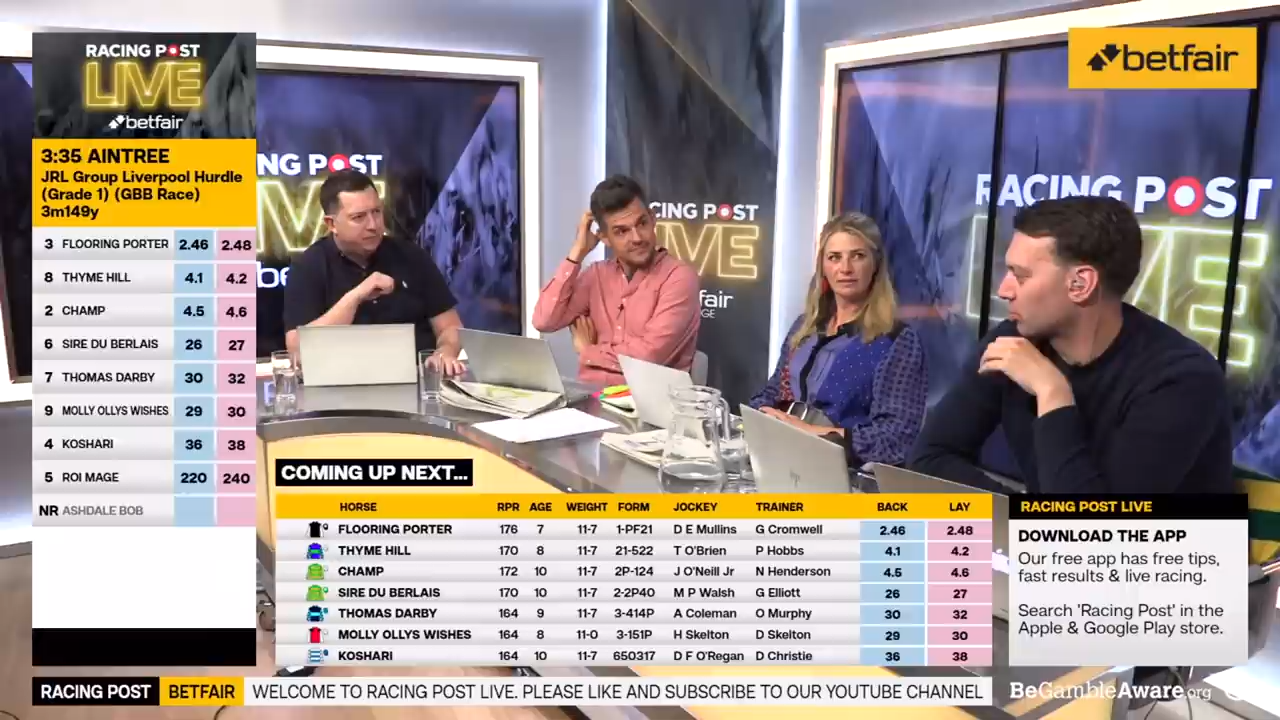 RACING POST
LIVE
betfair
3:35 AINTREE
JRL Group Liverpool Hurdle
(Grade 1) (GBB Race)
3m149y
3 FLOORING PORTER 2.46 2.48
8 THYME HILL 4.1 4.2
2 CHAMP 4.5 4.6
6 SIRE DU BERLAIS 26 27
7 THOMAS DARBY 30 32
9 MOLLY OLLYS WISHES 29 30
4 KOSHARI 36 38
5 ROI MAGE 220 240
NR ASHDALE BOB
NG POST
be
CING POST
IVE
fair
GE
RACING POST
betfair
COMING UP NEXT...
HORSE RPR AGE WEIGHT FORM JOCKEY TRAINER BACK LAY
FLOORING PORTER 176 7 11-7 1-PF21 D E Mullins G Cromwell 2.46 2.48
THYME HILL 170 8 11-7 21-522 T O'Brien P Hobbs 4.1 4.2
CHAMP 172 10 11-7 2P-124 J O'Neill Jr N Henderson 4.5 4.6
SIRE DU BERLAIS 170 10 11-7 2-2P40 M P Walsh G Elliott 26 27
THOMAS DARBY 164 9 11-7 3-414P A Coleman O Murphy 30 32
MOLLY OLLYS WISHES 164 8 11-0 3-151P H Skelton D Skelton 29 30
KOSHARI 164 10 11-7 650317 D F O'Regan D Christie 36 38
RACING POST LIVE
DOWNLOAD THE APP
Our free app has free tips,
fast results & live racing.
Search 'Racing Post' in the
Apple & Google Play store.
RACING POST BETFAIR WELCOME TO RACING POST LIVE. PLEASE LIKE AND SUBSCRIBE TO OUR YOUTUBE CHANNEL
BeGambleAware.org